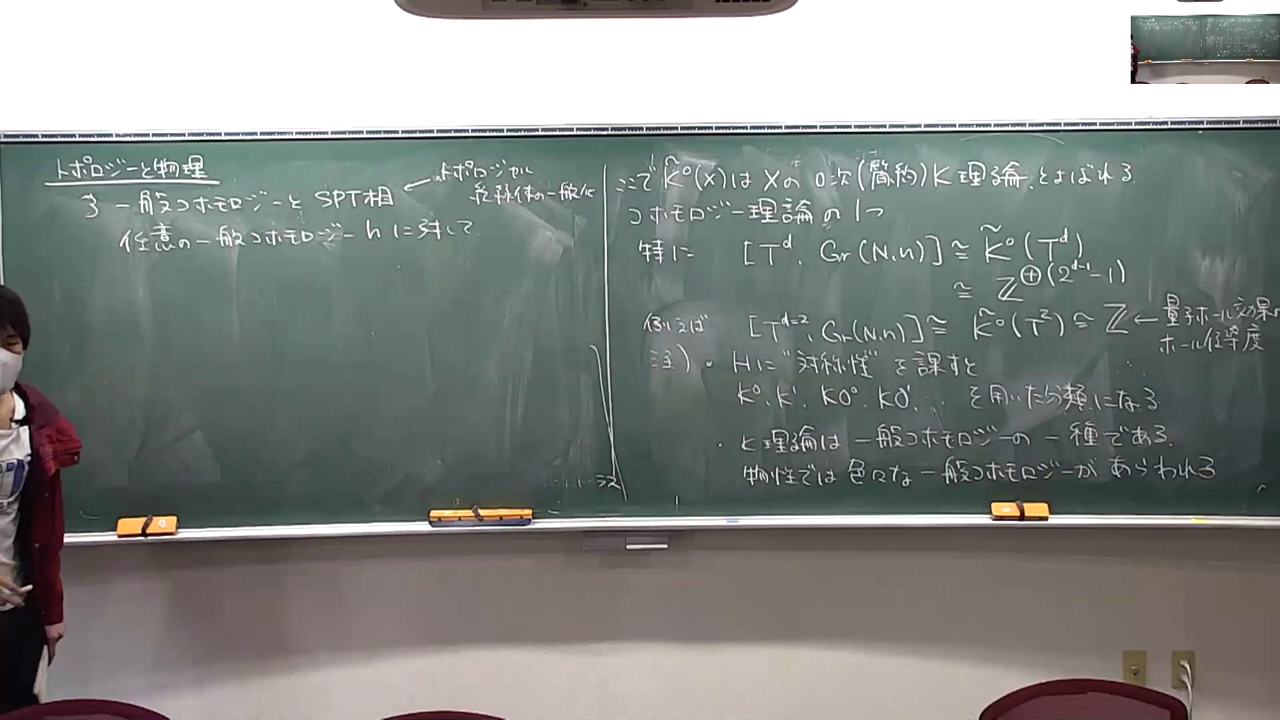 トポロジーと物理
3 一般コホモロジーとSPT相
← トポロジカル
絶縁体の一般化
任意の一般コホモロジー h に対して
ここで K̃⁰(X)は Xの 0次(簡約)K理論 とよばれる
コホモロジー理論の1つ
特に [T^d, Gr(N,n)] ≅ K̃⁰(T^d)
≅ ℤ^{⊕(2^{d-1}-1)}
例えば [T^{d=2}, Gr(N,n)] ≅ K̃⁰(T²) ≅ ℤ ← 量子ホール効果の
ホール伝導度
注) ・Hに "対称性" を課すと
K⁰, K¹, KO⁰, KO¹, … を用いた分類になる
・K理論は一般コホモロジーの一種である.
物性では色々な一般コホモロジーがあらわれる